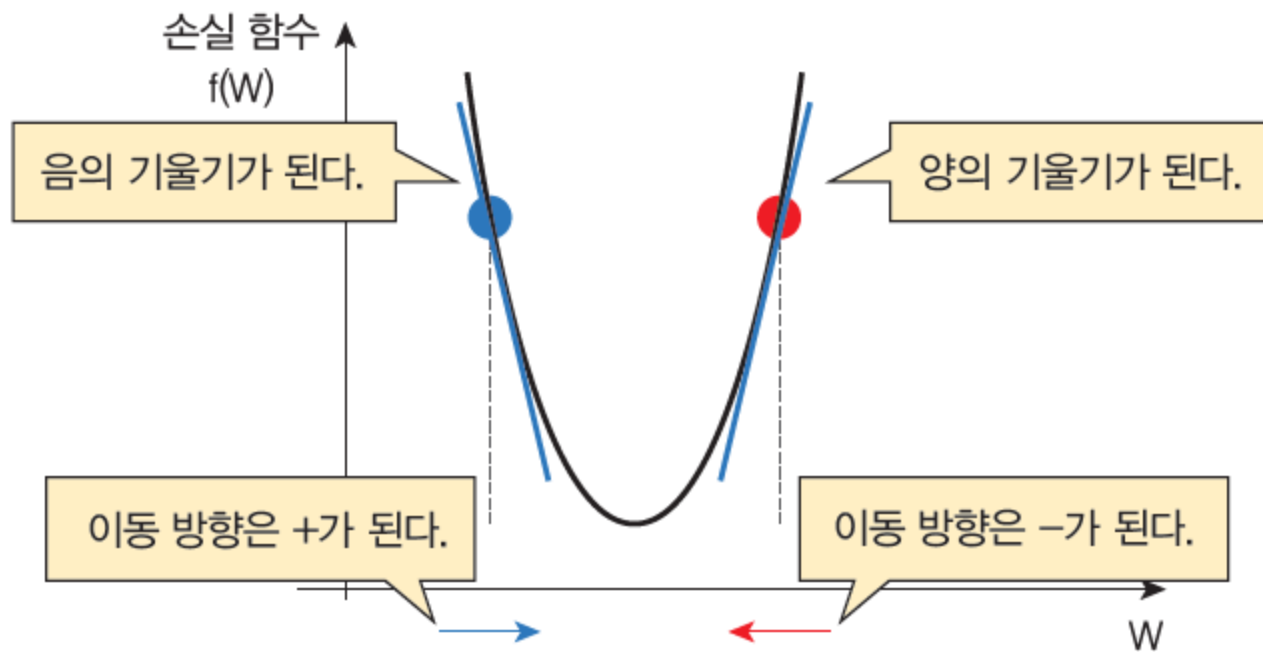 손실 함수
f(W)
음의 기울기가 된다.
양의 기울기가 된다.
이동 방향은 +가 된다.
이동 방향은 −가 된다.
W